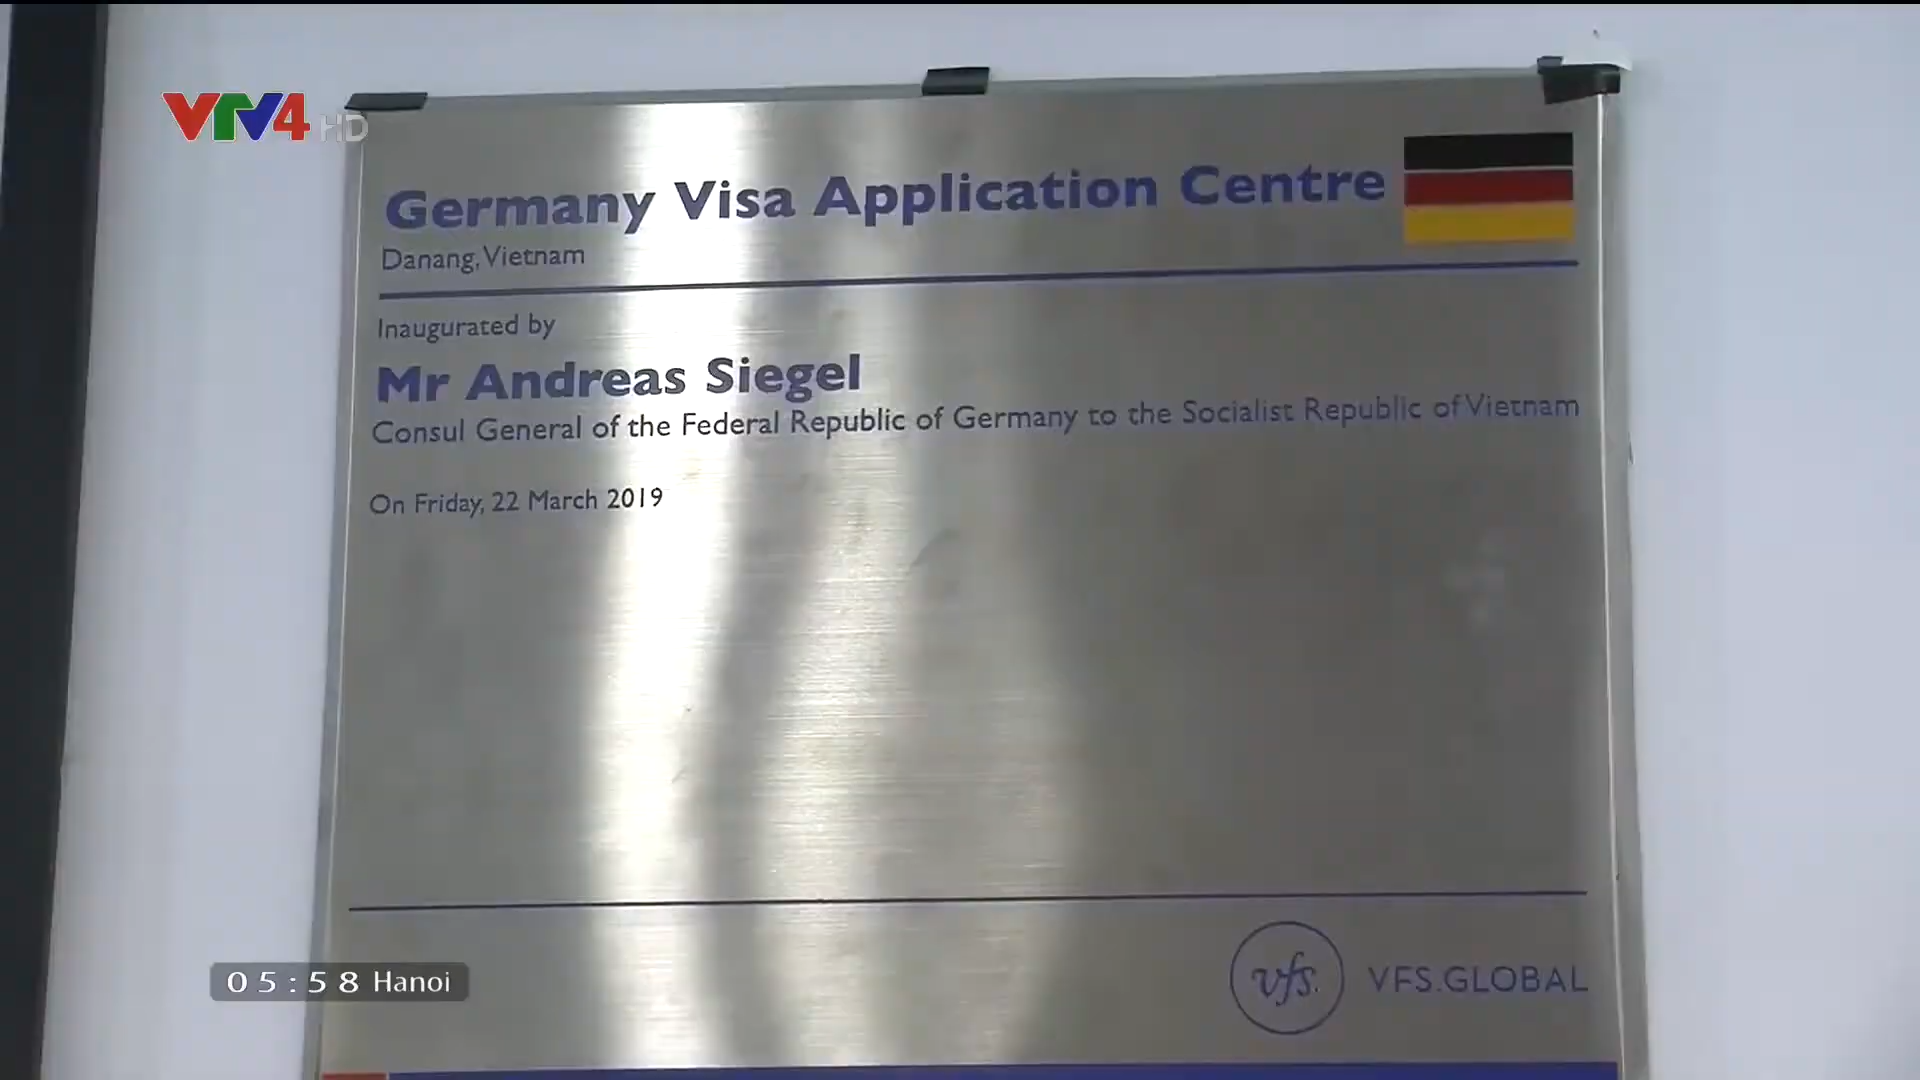 VTV4 HD
Germany Visa Application Centre
Danang, Vietnam
Inaugurated by
Mr Andreas Siegel
Consul General of the Federal Republic of Germany to the Socialist Republic of Vietnam
On Friday, 22 March 2019
vfs. VFS.GLOBAL
05:58 Hanoi